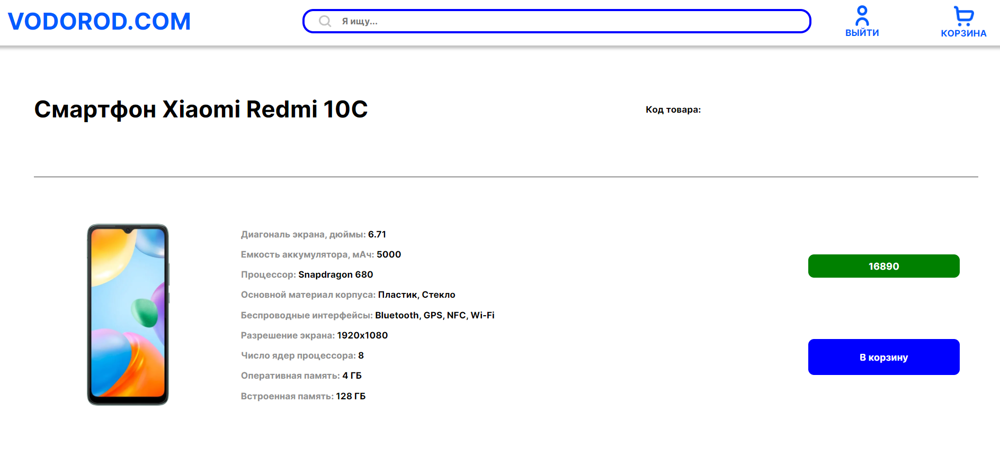 VODOROD.COM
Я ищу...
ВЫЙТИ
КОРЗИНА
Смартфон Xiaomi Redmi 10C
Код товара:
Диагональ экрана, дюймы: 6.71
Емкость аккумулятора, мАч: 5000
Процессор: Snapdragon 680
Основной материал корпуса: Пластик, Стекло
Беспроводные интерфейсы: Bluetooth, GPS, NFC, Wi-Fi
Разрешение экрана: 1920x1080
Число ядер процессора: 8
Оперативная память: 4 ГБ
Встроенная память: 128 ГБ
16890
В корзину